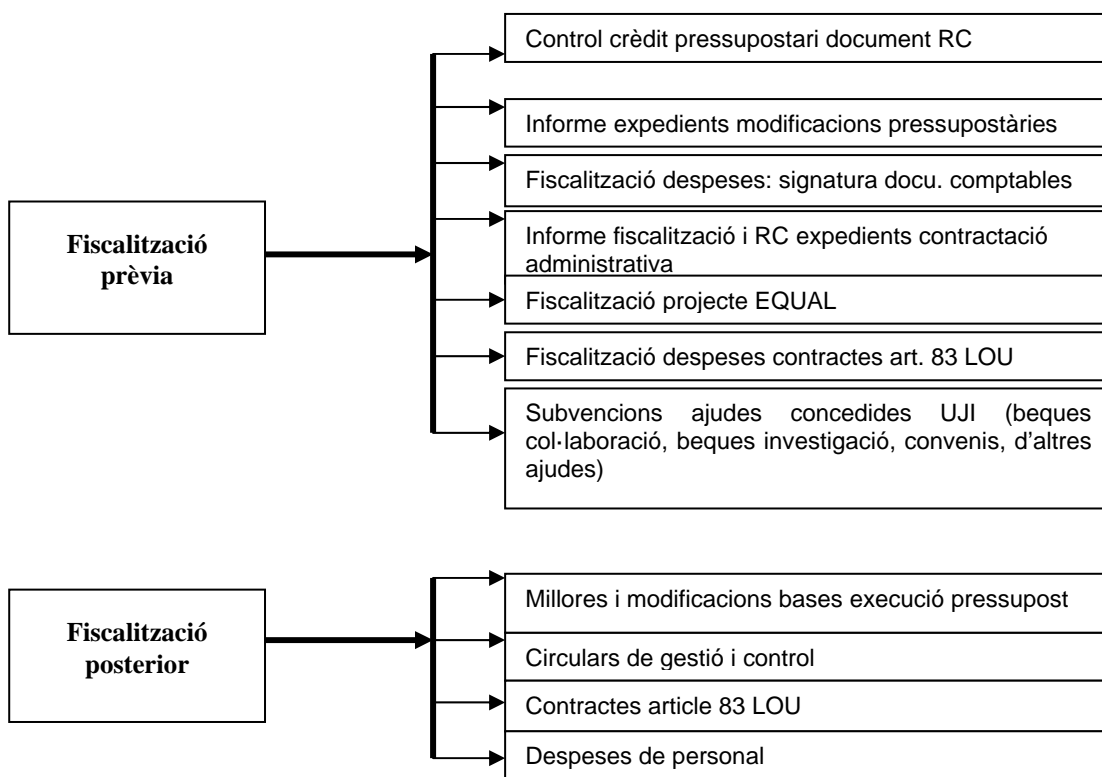 Control crèdit pressupostari document RC
Informe expedients modificacions pressupostàries
Fiscalització despeses: signatura docu. comptables
Fiscalització
prèvia
Informe fiscalització i RC expedients contractació
administrativa
Fiscalització projecte EQUAL
Fiscalització despeses contractes art. 83 LOU
Subvencions ajudes concedides UJI (beques
col·laboració, beques investigació, convenis, d'altres
ajudes)
Fiscalització
posterior
Millores i modificacions bases execució pressupost
Circulars de gestió i control
Contractes article 83 LOU
Despeses de personal